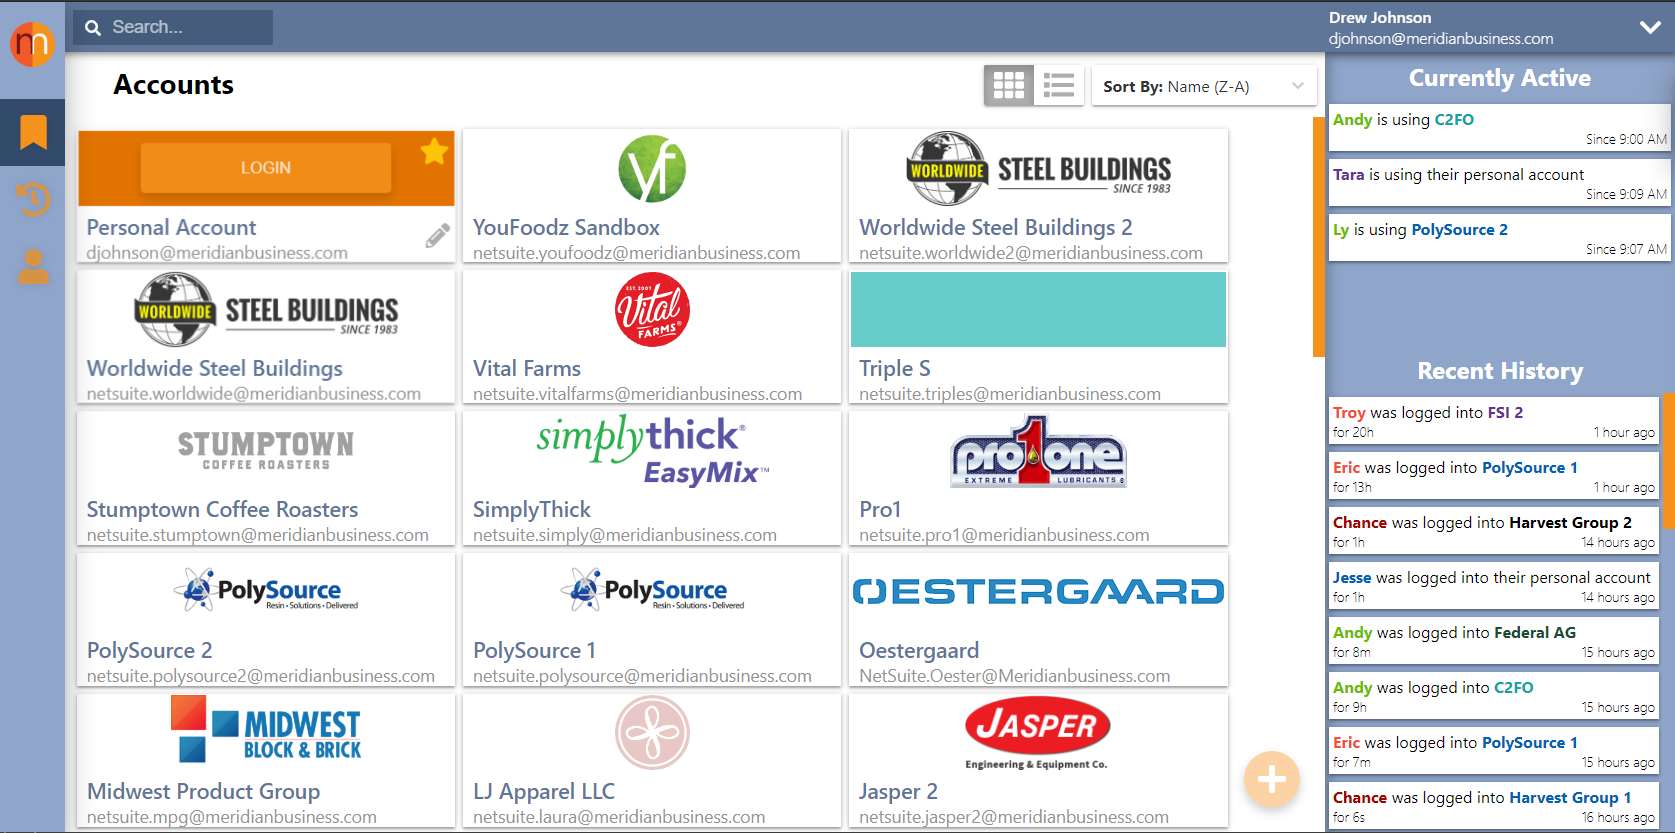 m
Search...
Drew Johnson
djohnson@meridianbusiness.com
Accounts
Sort By: Name (Z-A)
LOGIN
Personal Account
djohnson@meridianbusiness.com
vf
YouFoodz Sandbox
netsuite.youfoodz@meridianbusiness.com
WORLDWIDE STEEL BUILDINGS
SINCE 1983
Worldwide Steel Buildings 2
netsuite.worldwide2@meridianbusiness.com
WORLDWIDE STEEL BUILDINGS
SINCE 1983
Worldwide Steel Buildings
netsuite.worldwide@meridianbusiness.com
EST. 2007
Vital
FARMS®
Vital Farms
netsuite.vitalfarms@meridianbusiness.com
Triple S
netsuite.triples@meridianbusiness.com
STUMPTOWN
COFFEE ROASTERS
Stumptown Coffee Roasters
netsuite.stumptown@meridianbusiness.com
simplythick®
EasyMix™
SimplyThick
netsuite.simply@meridianbusiness.com
pro1one
EXTREME LUBRICANTS
Pro1
netsuite.pro1@meridianbusiness.com
PolySource
Resin • Solutions • Delivered
PolySource 2
netsuite.polysource2@meridianbusiness.com
PolySource
Resin • Solutions • Delivered
PolySource 1
netsuite.polysource@meridianbusiness.com
OESTERGAARD
Oestergaard
NetSuite.Oester@Meridianbusiness.com
MIDWEST
BLOCK & BRICK
Midwest Product Group
netsuite.mpg@meridianbusiness.com
LJ Apparel LLC
netsuite.laura@meridianbusiness.com
JASPER
Engineering & Equipment Co.
Jasper 2
netsuite.jasper2@meridianbusiness.com
Currently Active
Andy is using C2FO
Since 9:00 AM
Tara is using their personal account
Since 9:09 AM
Ly is using PolySource 2
Since 9:07 AM
Recent History
Troy was logged into FSI 2
for 20h 1 hour ago
Eric was logged into PolySource 1
for 13h 1 hour ago
Chance was logged into Harvest Group 2
for 1h 14 hours ago
Jesse was logged into their personal account
for 1h 14 hours ago
Andy was logged into Federal AG
for 8m 15 hours ago
Andy was logged into C2FO
for 9h 15 hours ago
Eric was logged into PolySource 1
for 7m 15 hours ago
Chance was logged into Harvest Group 1
for 6s 16 hours ago